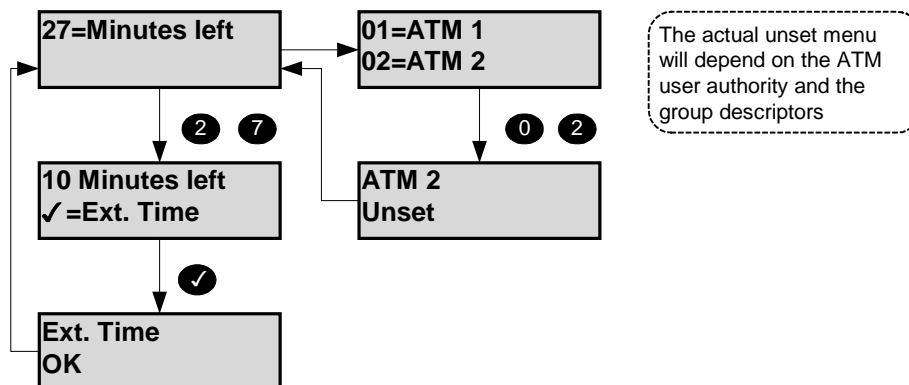 27=Minutes left
01=ATM 1
02=ATM 2
The actual unset menu
will depend on the ATM
user authority and the
group descriptors
2 7
0 2
10 Minutes left
✓=Ext. Time
ATM 2
Unset
✓
Ext. Time
OK